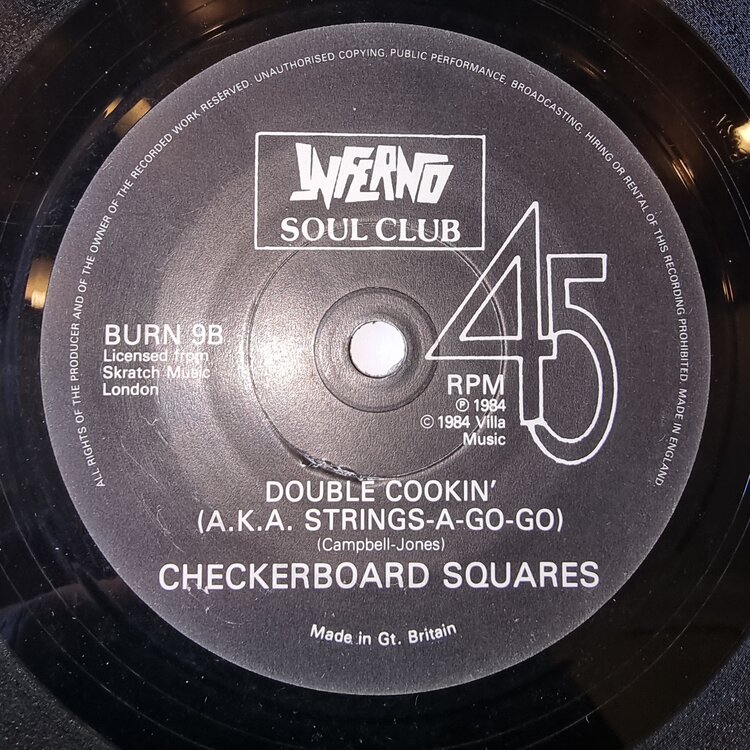 ALL RIGHTS OF THE PRODUCER AND OF THE OWNER OF THE RECORDED WORK RESERVED. UNAUTHORISED COPYING, PUBLIC PERFORMANCE, BROADCASTING, HIRING OR RENTAL OF THIS RECORDING PROHIBITED. MADE IN ENGLAND
INFERNO
SOUL CLUB
45
RPM
℗ 1984
© 1984 Villa
Music
BURN 9B
Licensed from
Skratch Music
London
DOUBLE COOKIN'
(A.K.A. STRINGS-A-GO-GO)
(Campbell-Jones)
CHECKERBOARD SQUARES
Made in Gt. Britain